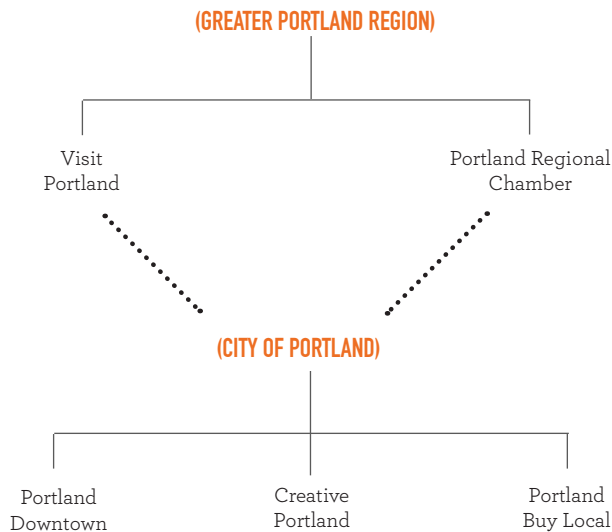 (GREATER PORTLAND REGION)
Visit
Portland
Portland Regional
Chamber
(CITY OF PORTLAND)
Portland
Downtown
Creative
Portland
Portland
Buy Local